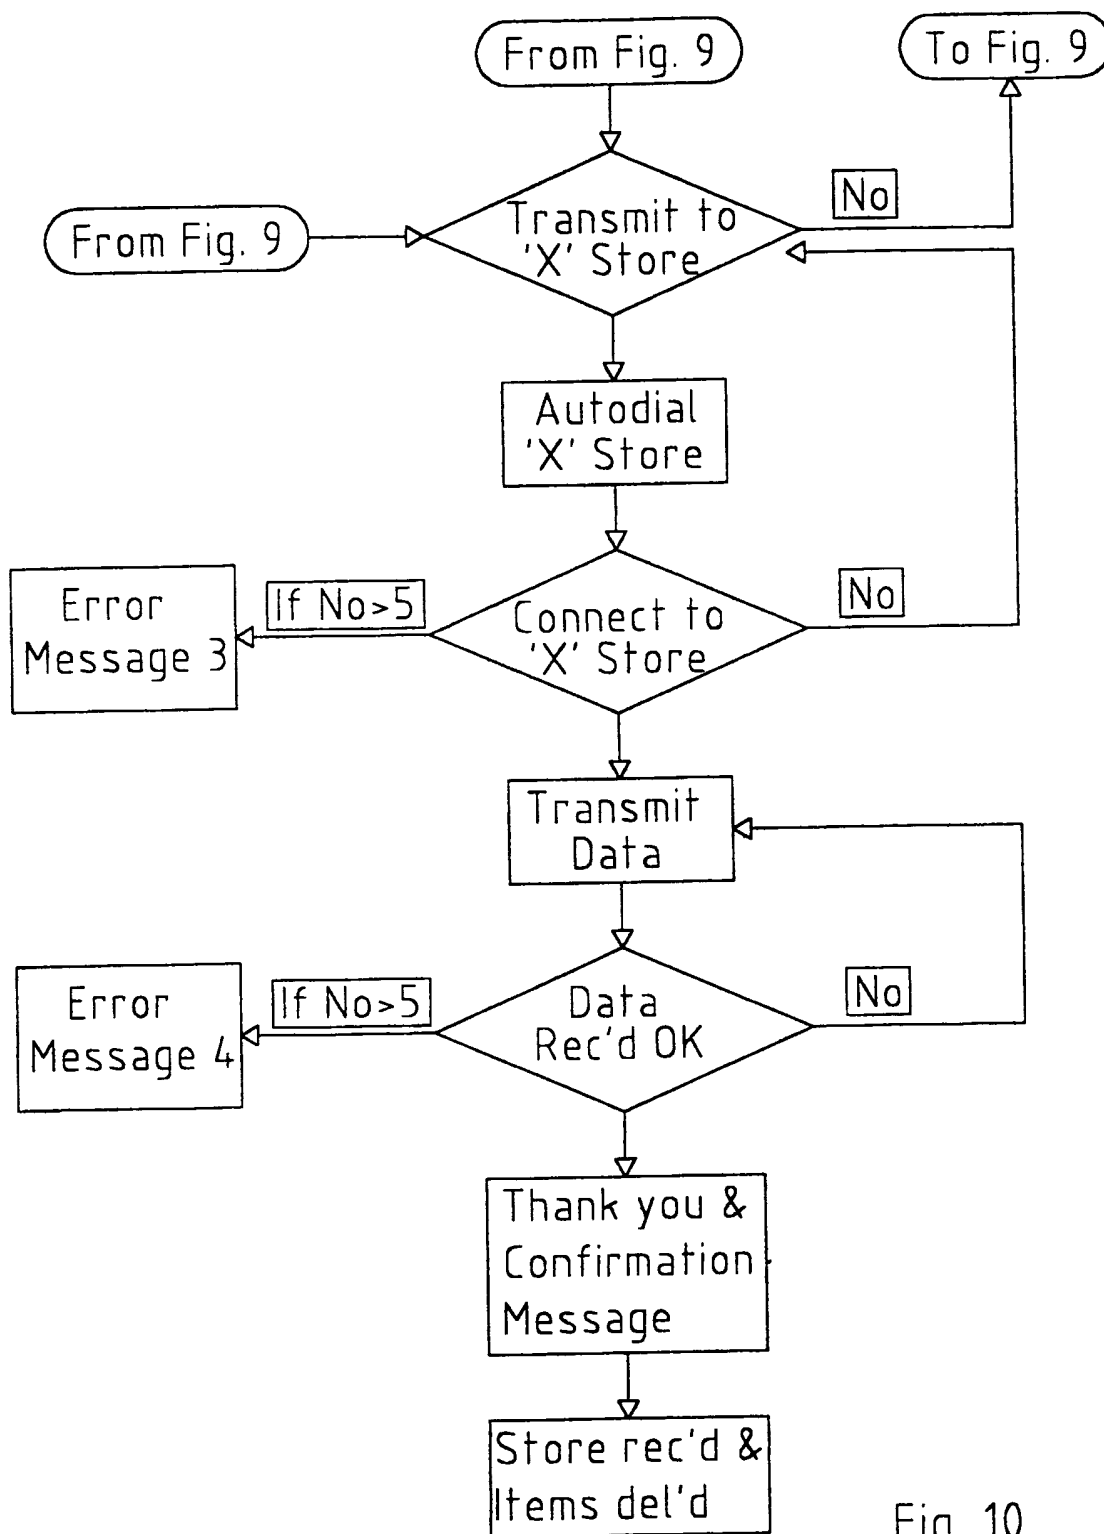 From Fig. 9
To Fig. 9
From Fig. 9
Transmit to
'X' Store
No
Autodial
'X' Store
Error
Message 3
If No>5
Connect to
'X' Store
No
Transmit
Data
Error
Message 4
If No>5
Data
Rec'd OK
No
Thank you &
Confirmation
Message
Store rec'd &
Items del'd
Fig. 10